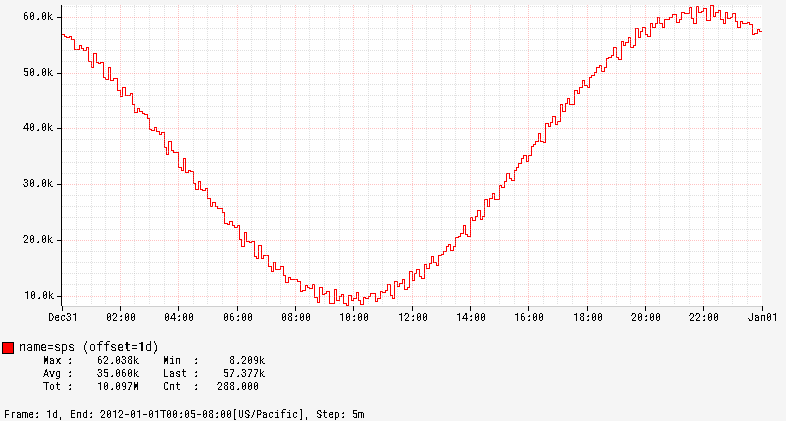 60.0k
50.0k
40.0k
30.0k
20.0k
10.0k
Dec31 02:00 04:00 06:00 08:00 10:00 12:00 14:00 16:00 18:00 20:00 22:00 Jan01
name=sps (offset=1d)
Max : 62.038k Min : 8.209k
Avg : 35.060k Last : 57.377k
Tot : 10.097M Cnt : 288.000
Frame: 1d, End: 2012-01-01T00:05-08:00[US/Pacific], Step: 5m